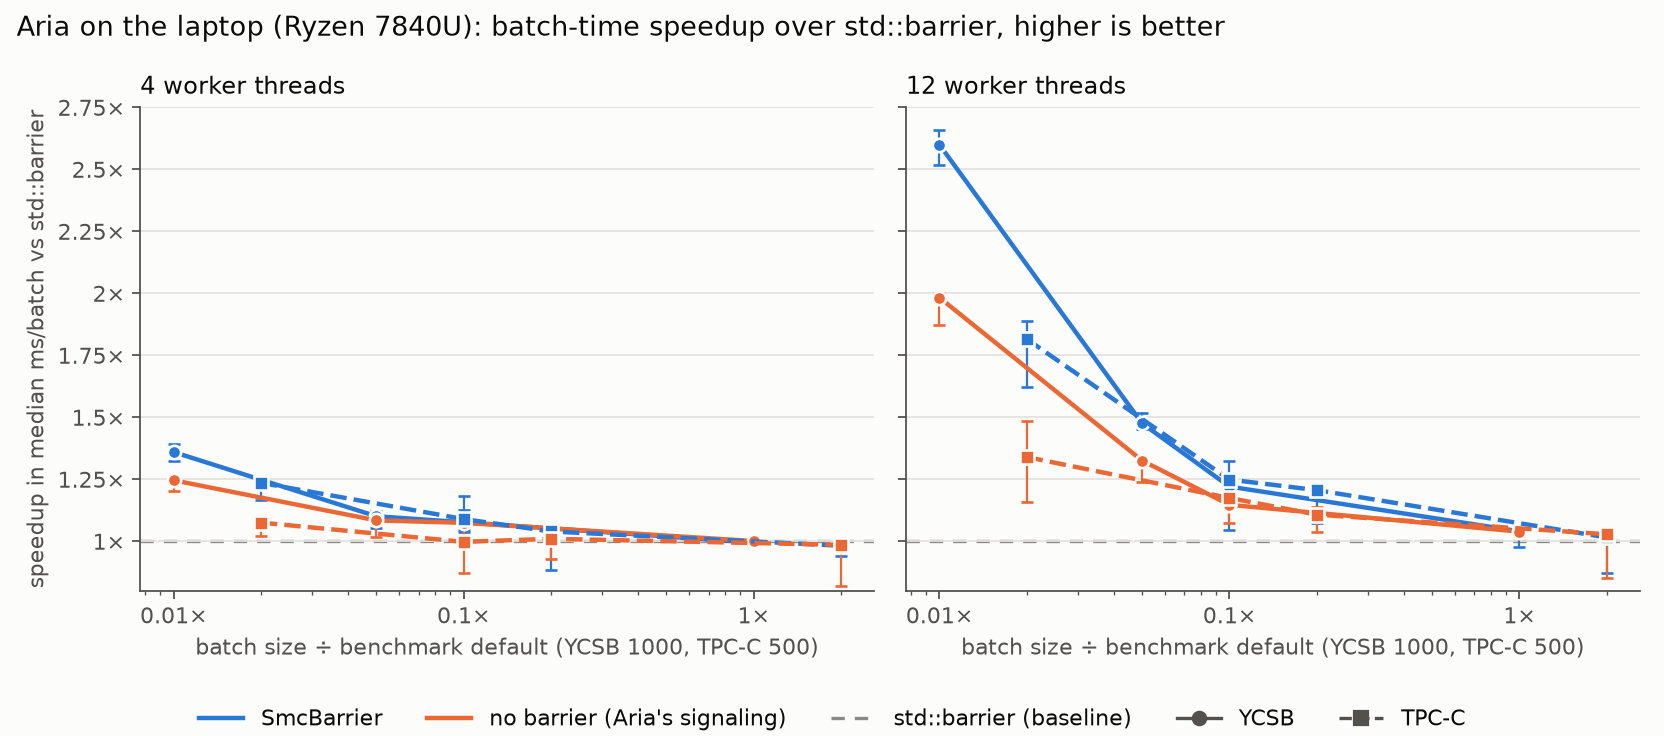 Aria on the laptop (Ryzen 7840U): batch-time speedup over std::barrier, higher is better
4 worker threads
12 worker threads
speedup in median ms/batch vs std::barrier
2.75×
2.5×
2.25×
2×
1.75×
1.5×
1.25×
1×
0.01×
0.1×
1×
0.01×
0.1×
1×
batch size ÷ benchmark default (YCSB 1000, TPC-C 500)
batch size ÷ benchmark default (YCSB 1000, TPC-C 500)
SmcBarrier
no barrier (Aria's signaling)
std::barrier (baseline)
YCSB
TPC-C